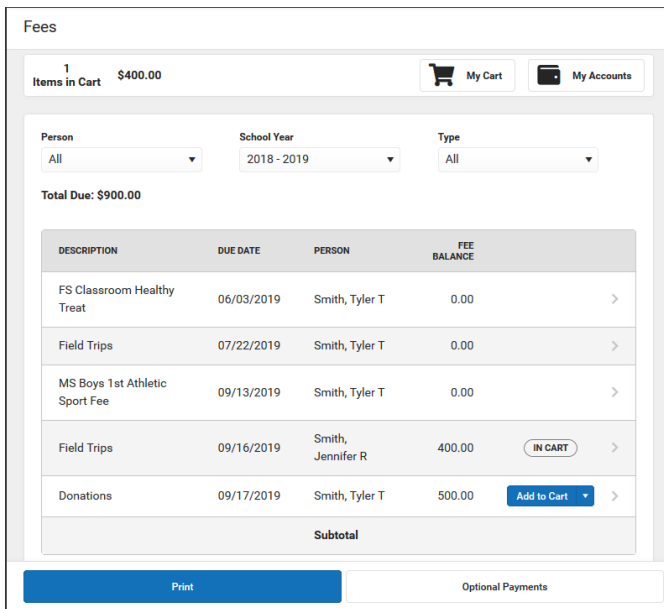 Fees
1
Items in Cart
$400.00
My Cart
My Accounts
Person
School Year
Type
All
2018 - 2019
All
Total Due: $900.00
DESCRIPTION DUE DATE PERSON FEE BALANCE
FS Classroom Healthy
Treat
06/03/2019 Smith, Tyler T 0.00
Field Trips 07/22/2019 Smith, Tyler T 0.00
MS Boys 1st Athletic
Sport Fee
09/13/2019 Smith, Tyler T 0.00
Field Trips 09/16/2019 Smith,
Jennifer R
400.00 IN CART
Donations 09/17/2019 Smith, Tyler T 500.00 Add to Cart
Subtotal
Print
Optional Payments